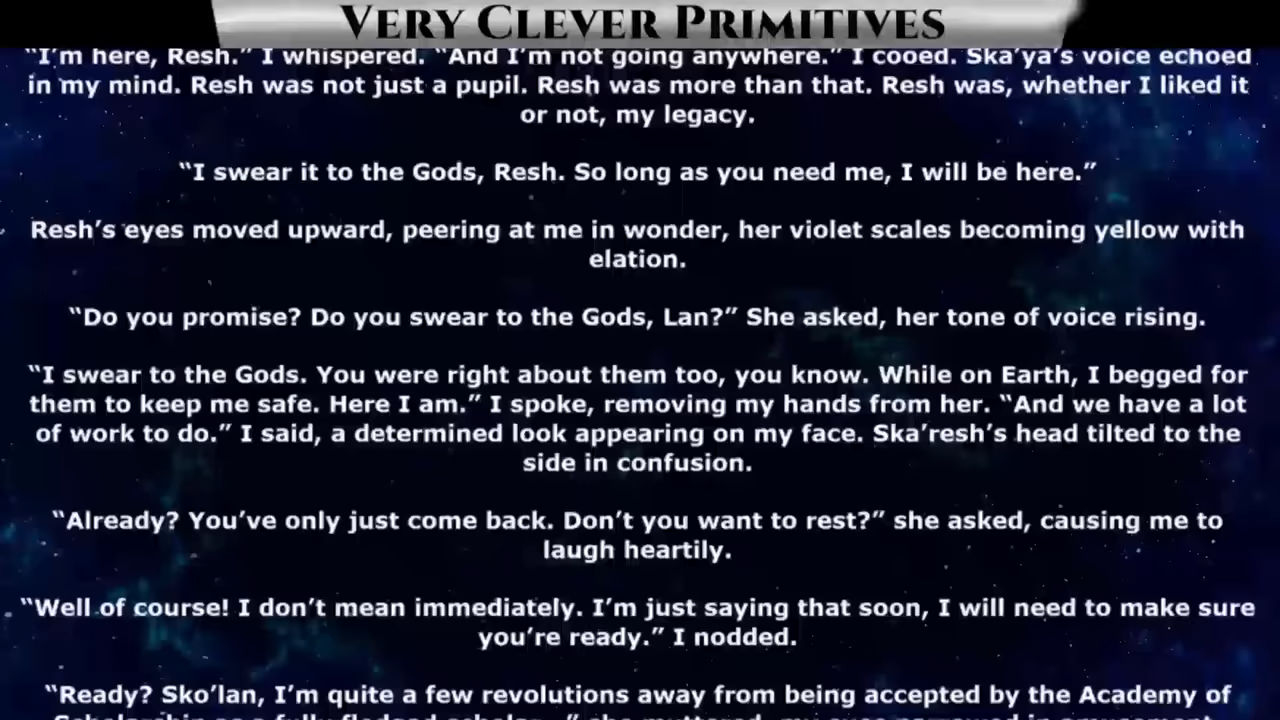 VERY CLEVER PRIMITIVES
“I’m here, Resh.” I whispered. “And I’m not going anywhere.” I cooed. Ska’ya’s voice echoed
in my mind. Resh was not just a pupil. Resh was more than that. Resh was, whether I liked it
or not, my legacy.
“I swear it to the Gods, Resh. So long as you need me, I will be here.”
Resh’s eyes moved upward, peering at me in wonder, her violet scales becoming yellow with
elation.
“Do you promise? Do you swear to the Gods, Lan?” She asked, her tone of voice rising.
“I swear to the Gods. You were right about them too, you know. While on Earth, I begged for
them to keep me safe. Here I am.” I spoke, removing my hands from her. “And we have a lot
of work to do.” I said, a determined look appearing on my face. Ska’resh’s head tilted to the
side in confusion.
“Already? You’ve only just come back. Don’t you want to rest?” she asked, causing me to
laugh heartily.
“Well of course! I don’t mean immediately. I’m just saying that soon, I will need to make sure
you’re ready.” I nodded.
“Ready? Sko’lan, I’m quite a few revolutions away from being accepted by the Academy of